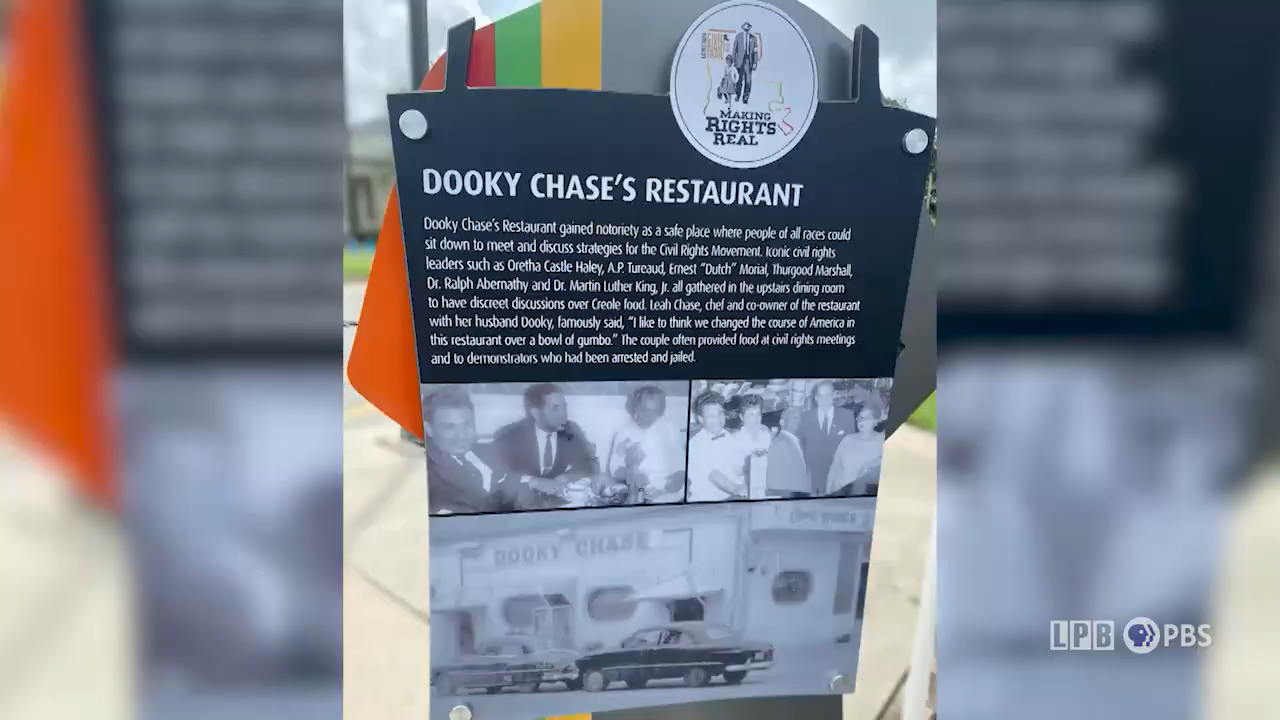 MAKING
RIGHTS
REAL
DOOKY CHASE'S RESTAURANT
Dooky Chase's Restaurant gained notoriety as a safe place where people of all races could
sit down to meet and discuss strategies for the Civil Rights Movement. Iconic civil rights
leaders such as Oretha Castle Haley, A.P. Tureaud, Ernest "Dutch" Morial, Thurgood Marshall,
Dr. Ralph Abernathy and Dr. Martin Luther King, Jr. all gathered in the upstairs dining room
to have discreet discussions over Creole food. Leah Chase, chef and co-owner of the restaurant
with her husband Dooky, famously said, "I like to think we changed the course of America in
this restaurant over a bowl of gumbo." The couple often provided food at civil rights meetings
and to demonstrators who had been arrested and jailed.
DOOKY CHASE
LPB PBS